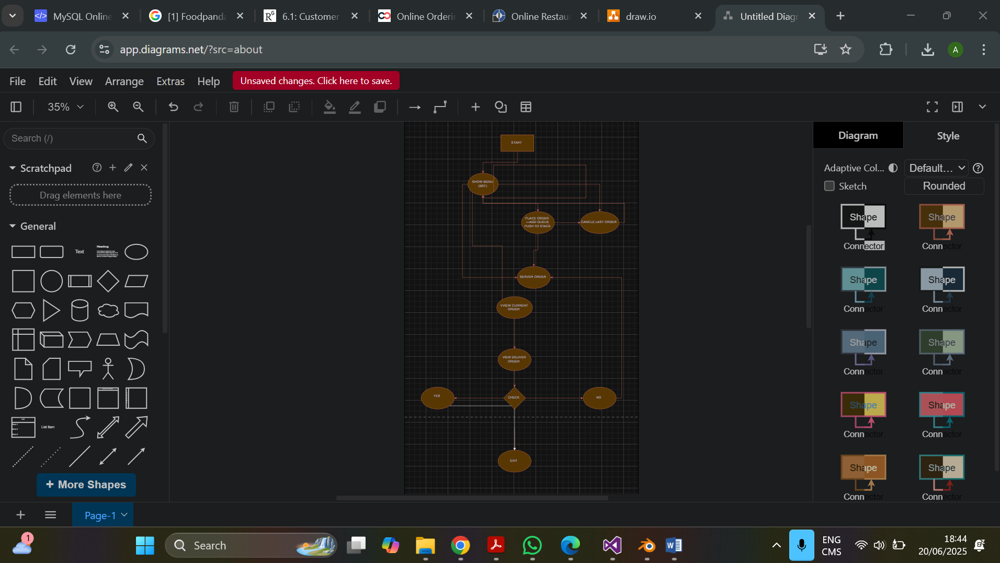 MySQL Online
[1] Foodpanda
6.1: Customer
Online Orderin
Online Restau
draw.io
Untitled Diagr
app.diagrams.net/?src=about
A
File
Edit
View
Arrange
Extras
Help
Unsaved changes. Click here to save.
35%
Search (/)
Scratchpad
Drag elements here
General
Text
Heading
List Item
+ More Shapes
START
SHOW MENU
(BST)
PLACE ORDER
—ADD QUEUE
PUSH TO STACK
CANCLE LAST ORDER
SERVER ORDER
VVIEW CURRENT
ORDER
VIEW DELIVER
ORDER
YES
CHECK
NO
EXIT
Diagram
Style
Adaptive Col...
Default...
Sketch
Rounded
Shape
Connector
Shape
Connector
Shape
Connector
Shape
Connector
Shape
Connector
Shape
Connector
Shape
Connector
Shape
Connector
Shape
Connector
Shape
Connector
Page-1
1
Search
ENG
CMS
18:44
20/06/2025